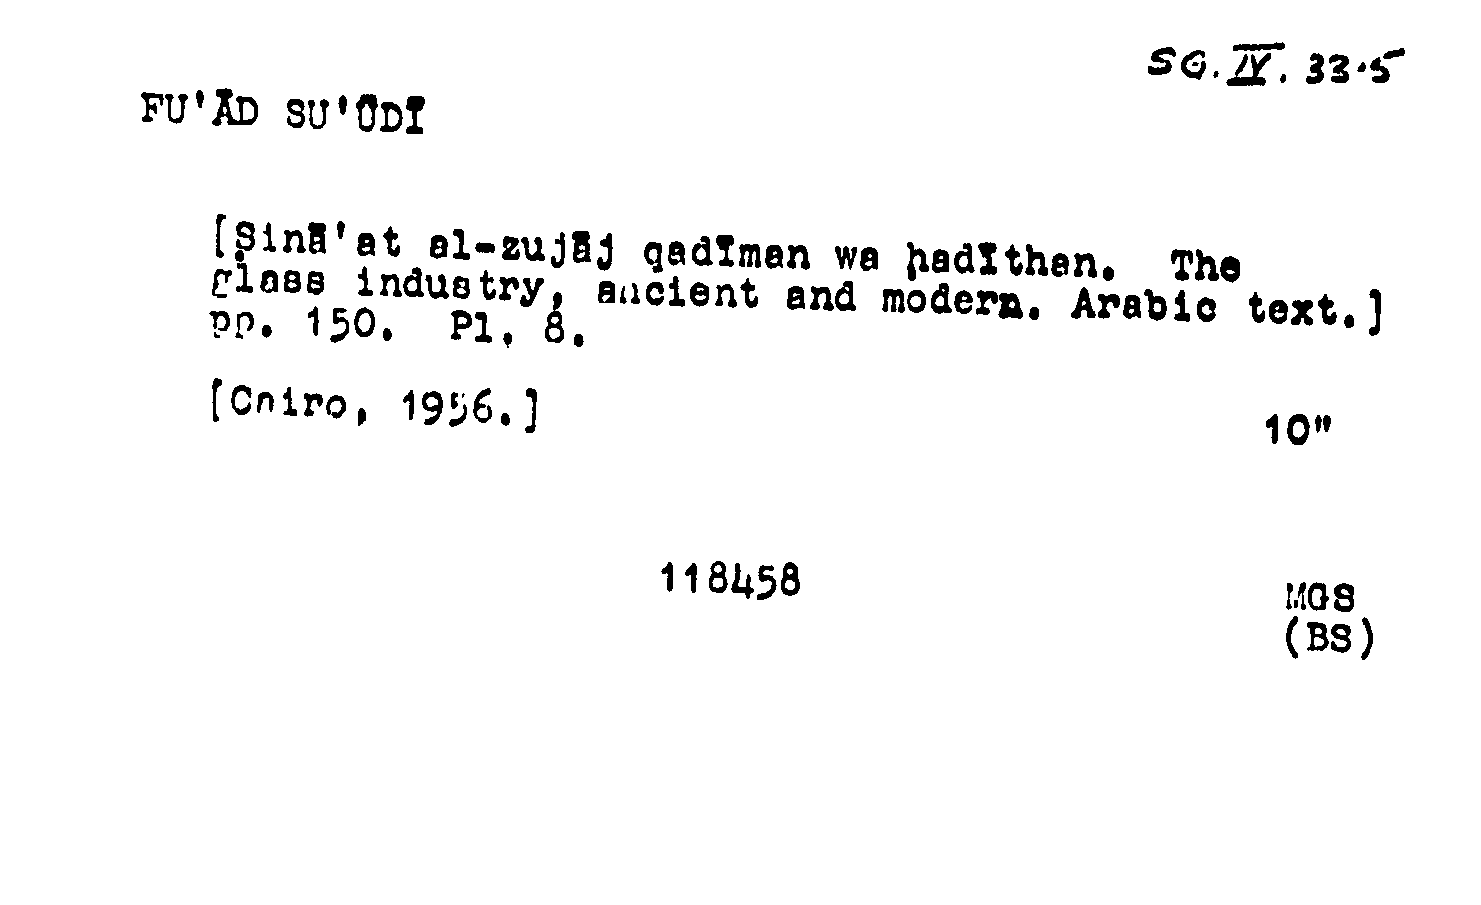 SG.IV.33.5
FU'ĀD SU'ŪDĪ
[Ṣinā'at al-zujāj qadīman wa ḥadīthan. The
glass industry, ancient and modern. Arabic text.]
pp. 150. Pl. 8.
[Cairo, 1956.]
10"
118458
MGS
(BS)